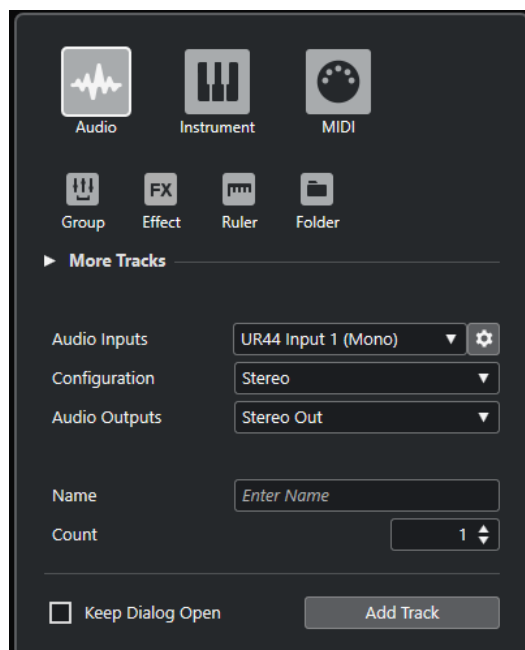 Audio Instrument MIDI
FX
Group Effect Ruler Folder
More Tracks
Audio Inputs UR44 Input 1 (Mono)
Configuration Stereo
Audio Outputs Stereo Out
Name Enter Name
Count 1
Keep Dialog Open Add Track